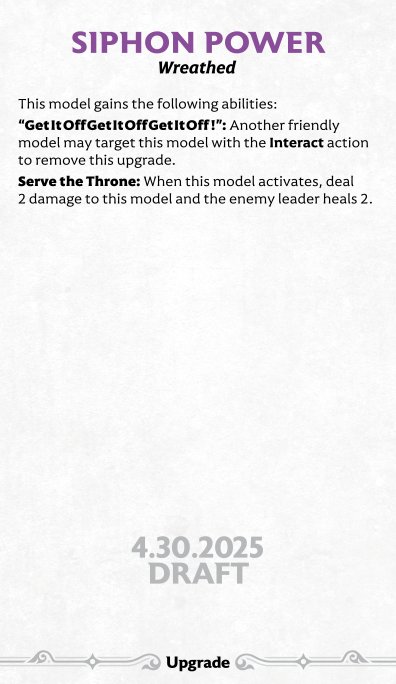 SIPHON POWER
Wreathed
This model gains the following abilities:
“GetItOffGetItOffGetItOff!”: Another friendly
model may target this model with the Interact action
to remove this upgrade.
Serve the Throne: When this model activates, deal
2 damage to this model and the enemy leader heals 2.
4.30.2025
DRAFT
Upgrade